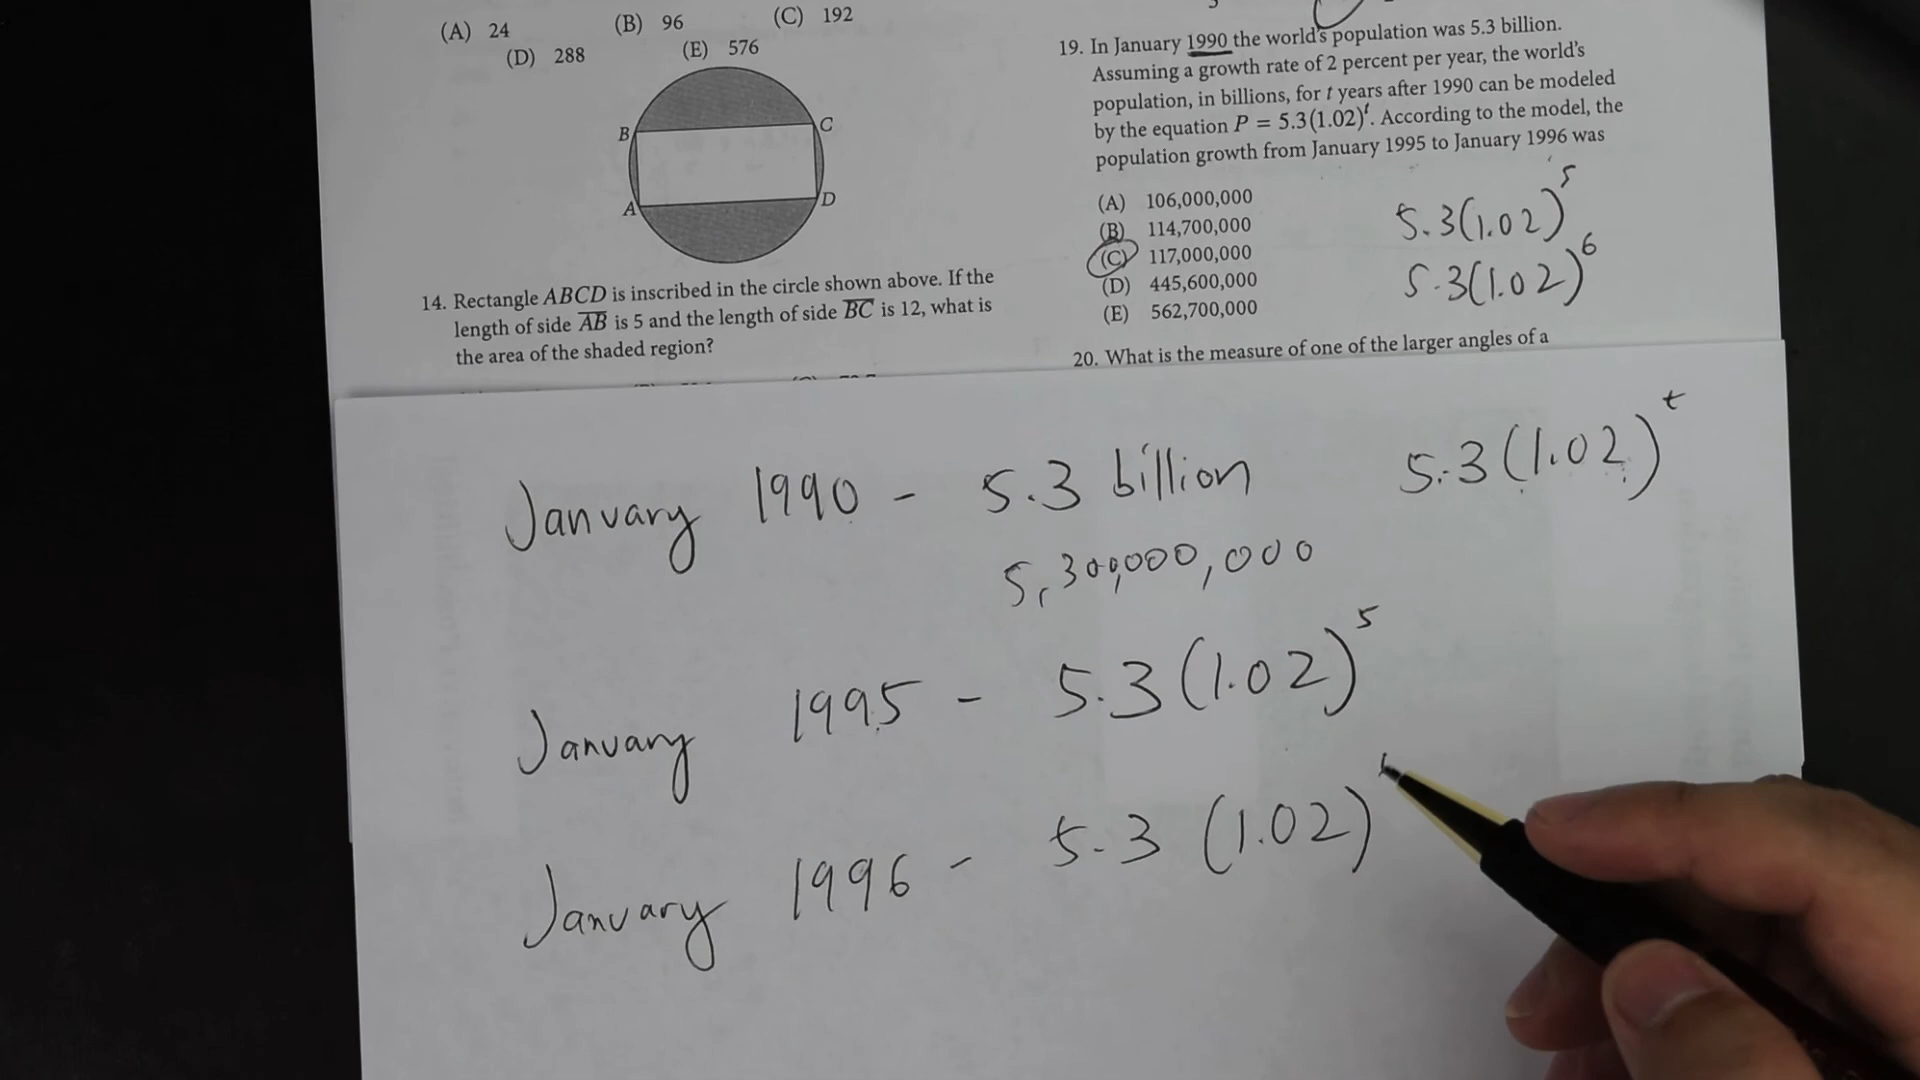 (A) 24 (B) 96 (C) 192
(D) 288 (E) 576
B C
A D
14. Rectangle ABCD is inscribed in the circle shown above. If the
length of side AB is 5 and the length of side BC is 12, what is
the area of the shaded region?
19. In January 1990 the world's population was 5.3 billion.
Assuming a growth rate of 2 percent per year, the world's
population, in billions, for t years after 1990 can be modeled
by the equation P = 5.3(1.02)^t. According to the model, the
population growth from January 1995 to January 1996 was
(A) 106,000,000
(B) 114,700,000
(C) 117,000,000
(D) 445,600,000
(E) 562,700,000
5.3(1.02)^5
5.3(1.02)^6
20. What is the measure of one of the larger angles of a
January 1990 - 5.3 billion 5.3(1.02)^t
5,300,000,000
January 1995 - 5.3(1.02)^5
January 1996 - 5.3 (1.02)